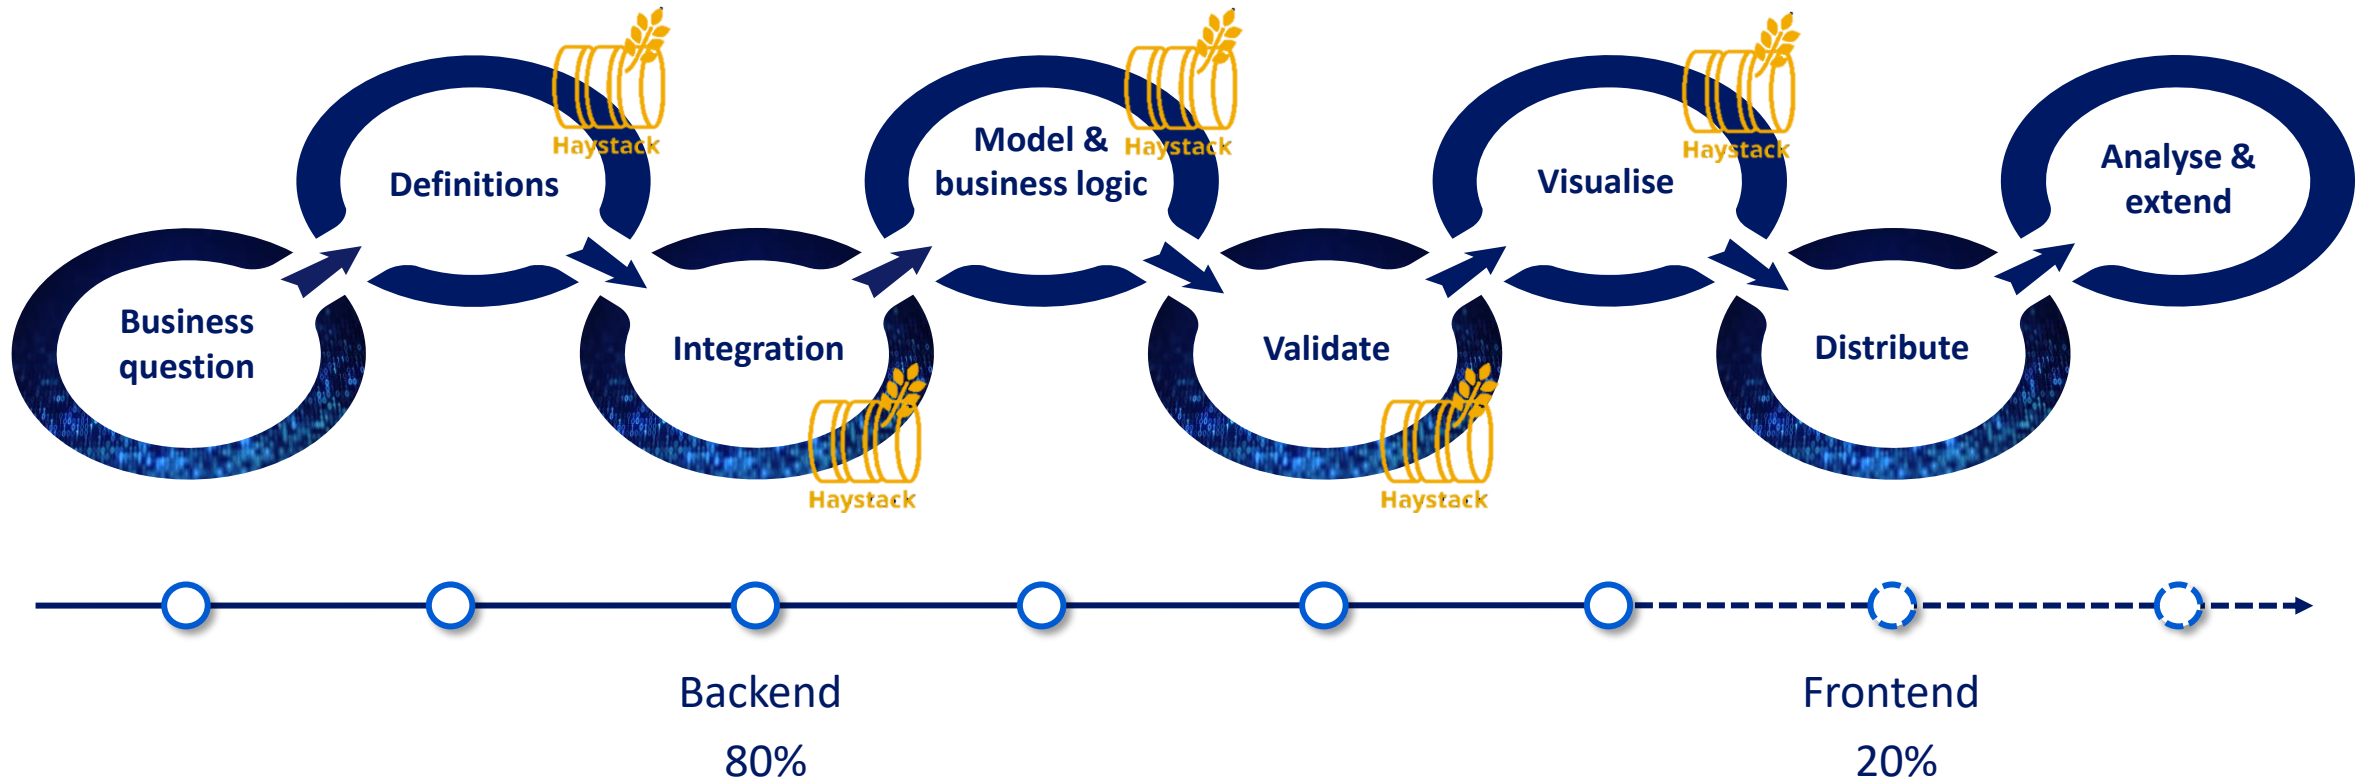 Business
question
Definitions
Haystack
Integration
Haystack
Model &
business logic
Haystack
Validate
Haystack
Visualise
Haystack
Distribute
Analyse &
extend
Backend
80%
Frontend
20%